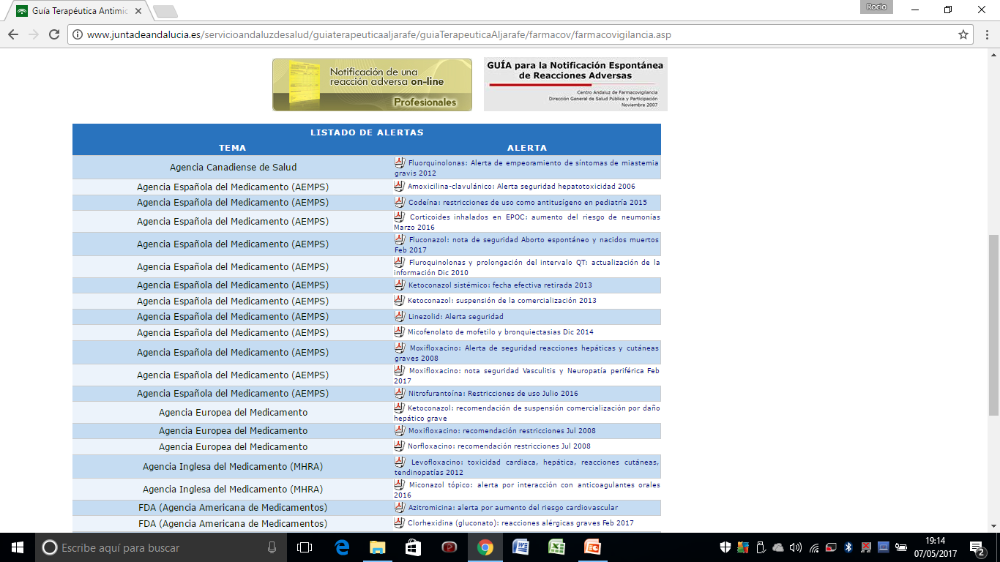 Guía Terapéutica Antimic
Rocio
www.juntadeandalucia.es/servicioandaluzdesalud/guiaterapeuticaaljarafe/guiaTerapeuticaAljarafe/farmacov/farmacovigilancia.asp
Notificación de una
reacción adversa on-line
Profesionales
GUÍA para la Notificación Espontánea
de Reacciones Adversas
Centro Andaluz de Farmacovigilancia
Dirección General de Salud Pública y Participación
Noviembre 2007
LISTADO DE ALERTAS
TEMA ALERTA
Agencia Canadiense de Salud Fluorquinolonas: Alerta de empeoramiento de síntomas de miastemia
gravis 2012
Agencia Española del Medicamento (AEMPS) Amoxicilina-clavulánico: Alerta seguridad hepatotoxicidad 2006
Agencia Española del Medicamento (AEMPS) Codeína: restricciones de uso como antitusígeno en pediatría 2015
Agencia Española del Medicamento (AEMPS) Corticoides inhalados en EPOC: aumento del riesgo de neumonías
Marzo 2016
Agencia Española del Medicamento (AEMPS) Fluconazol: nota de seguridad Aborto espontáneo y nacidos muertos
Feb 2017
Agencia Española del Medicamento (AEMPS) Fluroquinolonas y prolongación del intervalo QT: actualización de la
información Dic 2010
Agencia Española del Medicamento (AEMPS) Ketoconazol sistémico: fecha efectiva retirada 2013
Agencia Española del Medicamento (AEMPS) Ketoconazol: suspensión de la comercialización 2013
Agencia Española del Medicamento (AEMPS) Linezolid: Alerta seguridad
Agencia Española del Medicamento (AEMPS) Micofenolato de mofetilo y bronquiectasias Dic 2014
Agencia Española del Medicamento (AEMPS) Moxifloxacino: Alerta de seguridad reacciones hepáticas y cutáneas
graves 2008
Agencia Española del Medicamento (AEMPS) Moxifloxacino: nota seguridad Vasculitis y Neuropatía periférica Feb
2017
Agencia Española del Medicamento (AEMPS) Nitrofurantoína: Restricciones de uso Julio 2016
Agencia Europea del Medicamento Ketoconazol: recomendación de suspensión comercialización por daño
hepático grave
Agencia Europea del Medicamento Moxifloxacino: recomendación restricciones Jul 2008
Agencia Europea del Medicamento Norfloxacino: recomendación restricciones Jul 2008
Agencia Inglesa del Medicamento (MHRA) Levofloxacino: toxicidad cardiaca, hepática, reacciones cutáneas,
tendinopatías 2012
Agencia Inglesa del Medicamento (MHRA) Miconazol tópico: alerta por interacción con anticoagulantes orales
2016
FDA (Agencia Americana de Medicamentos) Azitromicina: alerta por aumento del riesgo cardiovascular
FDA (Agencia Americana de Medicamentos) Clorhexidina (gluconato): reacciones alérgicas graves Feb 2017
Escribe aquí para buscar
19:14
07/05/2017
2